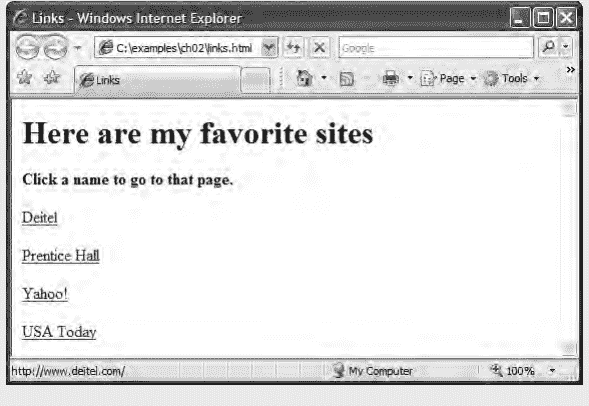 Links - Windows Internet Explorer
C:\examples\ch02\links.html Google
Links Page Tools »
Here are my favorite sites
Click a name to go to that page.
Deitel
Prentice Hall
Yahoo!
USA Today
http://www.deitel.com/ My Computer 100%